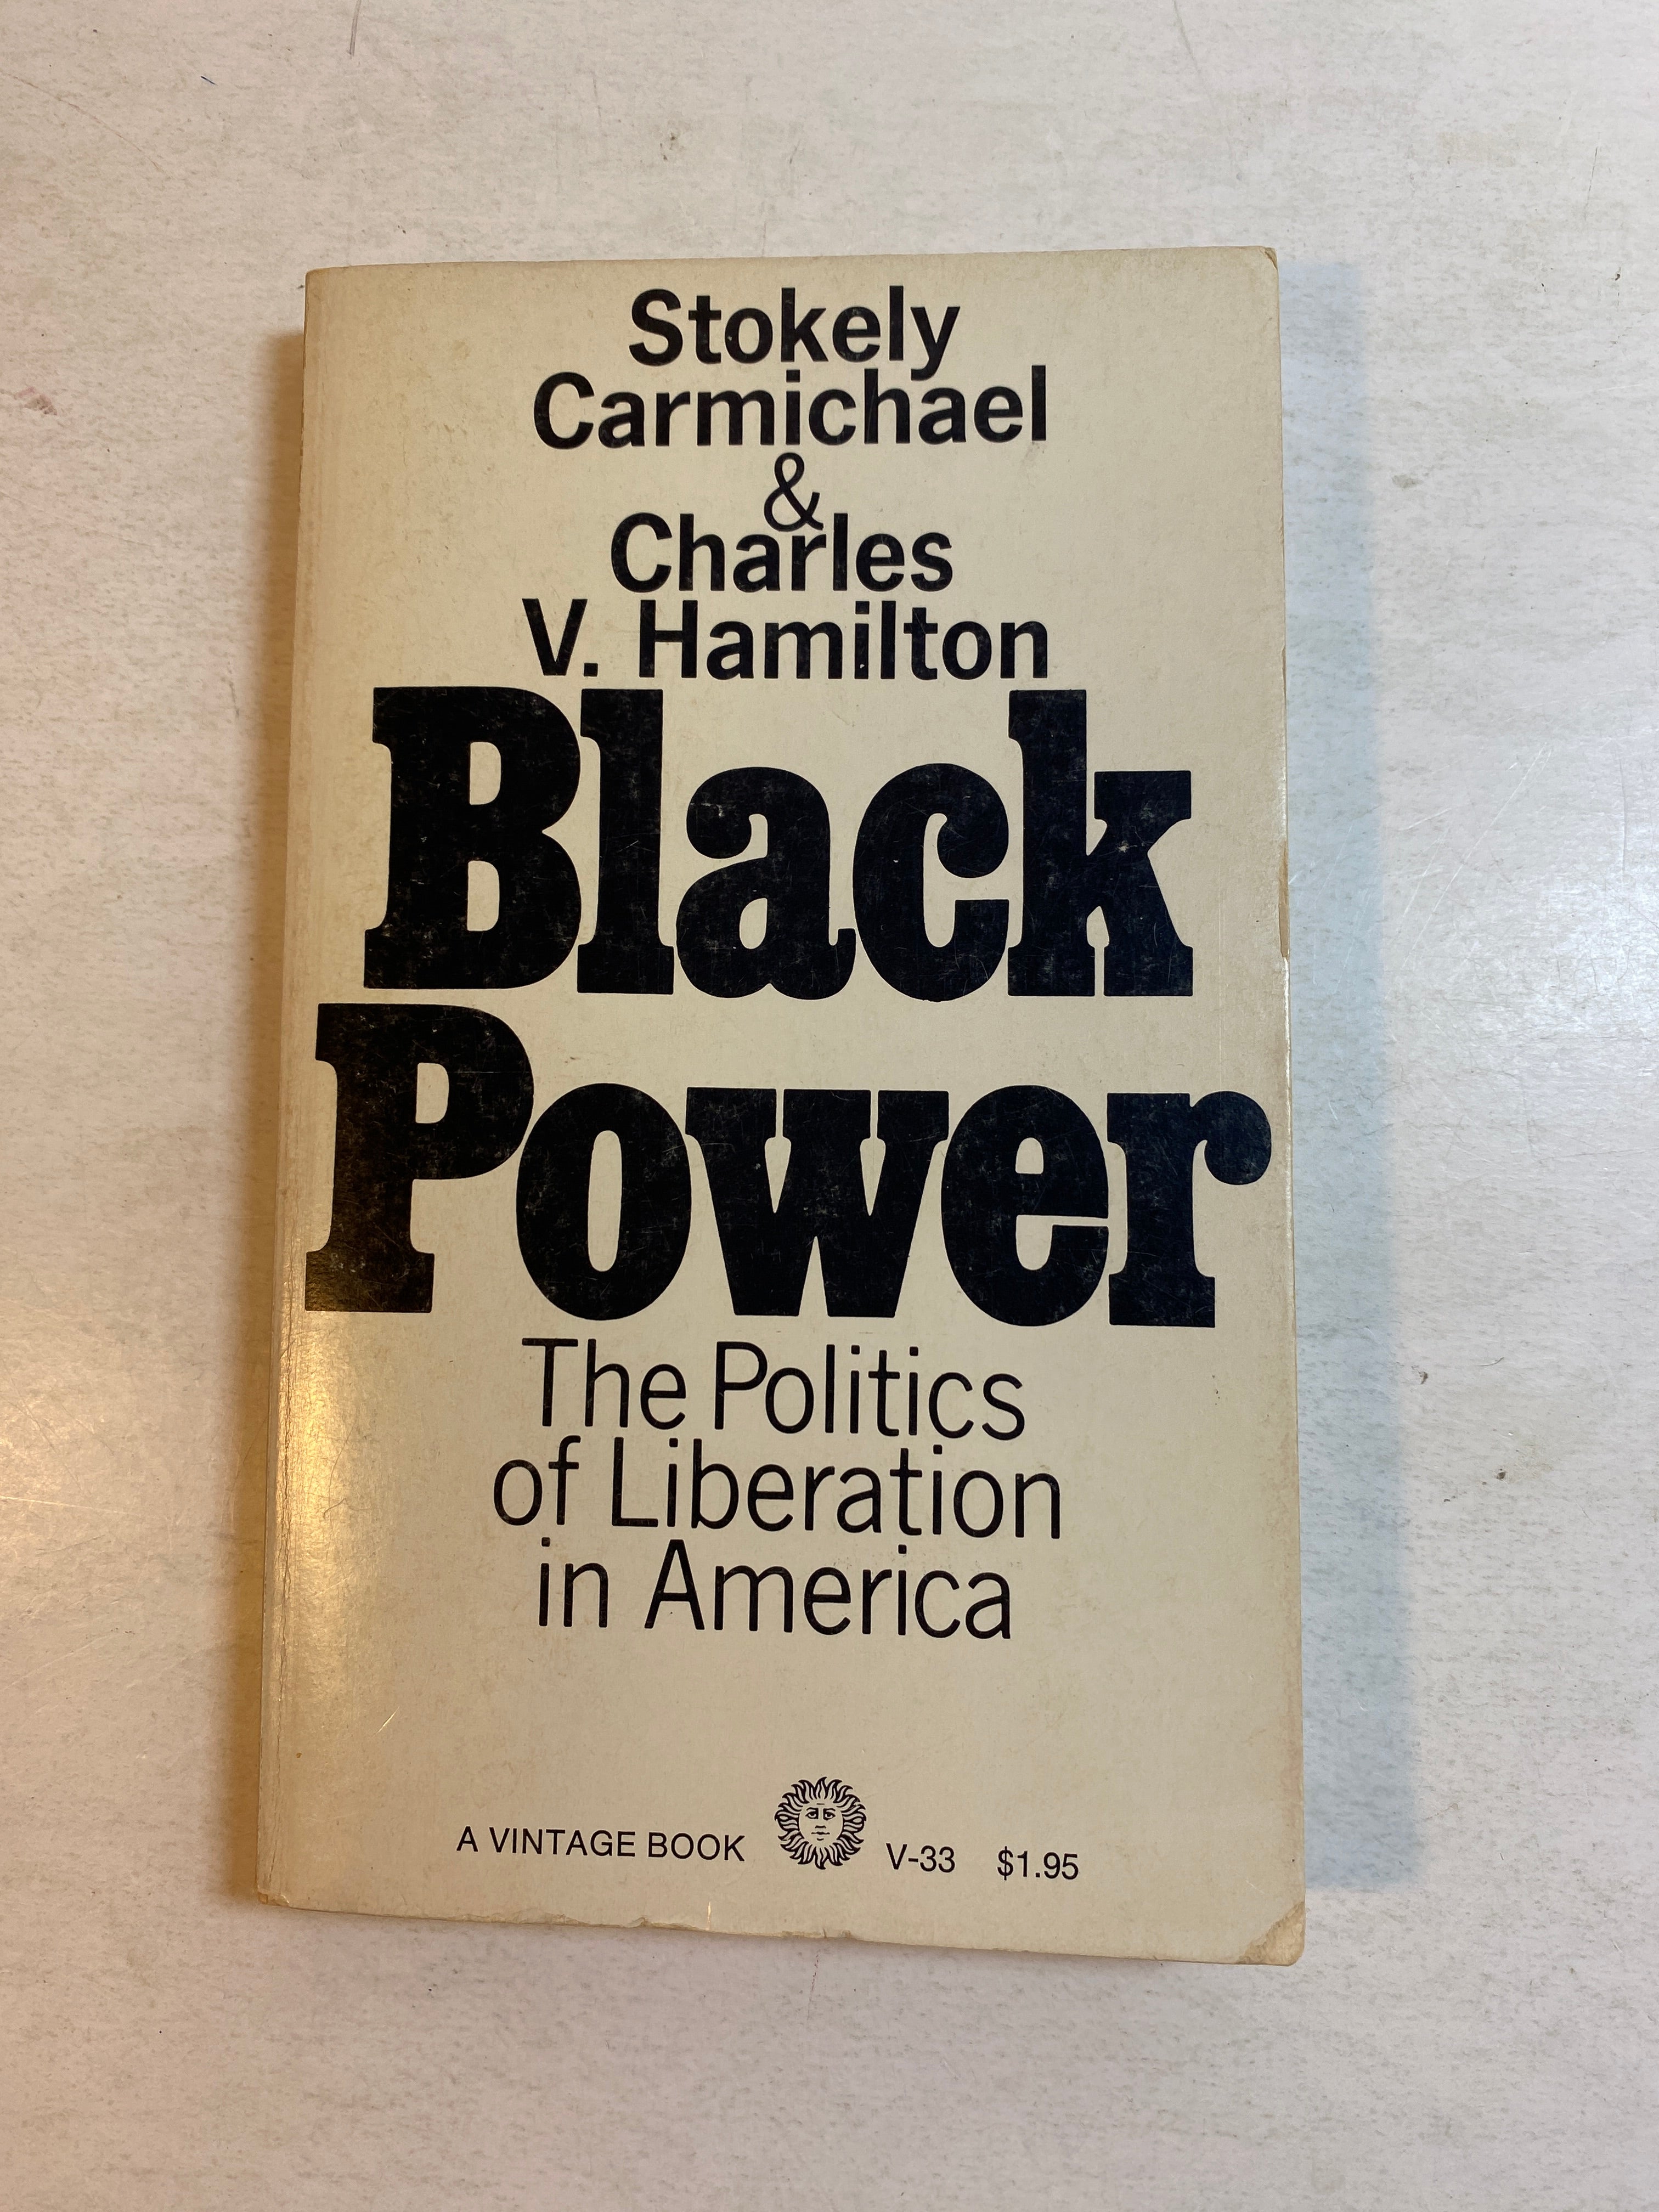 Stokely
Carmichael
&
Charles
V. Hamilton
Black
Power
The Politics
of Liberation
in America
A VINTAGE BOOK V-33 $1.95